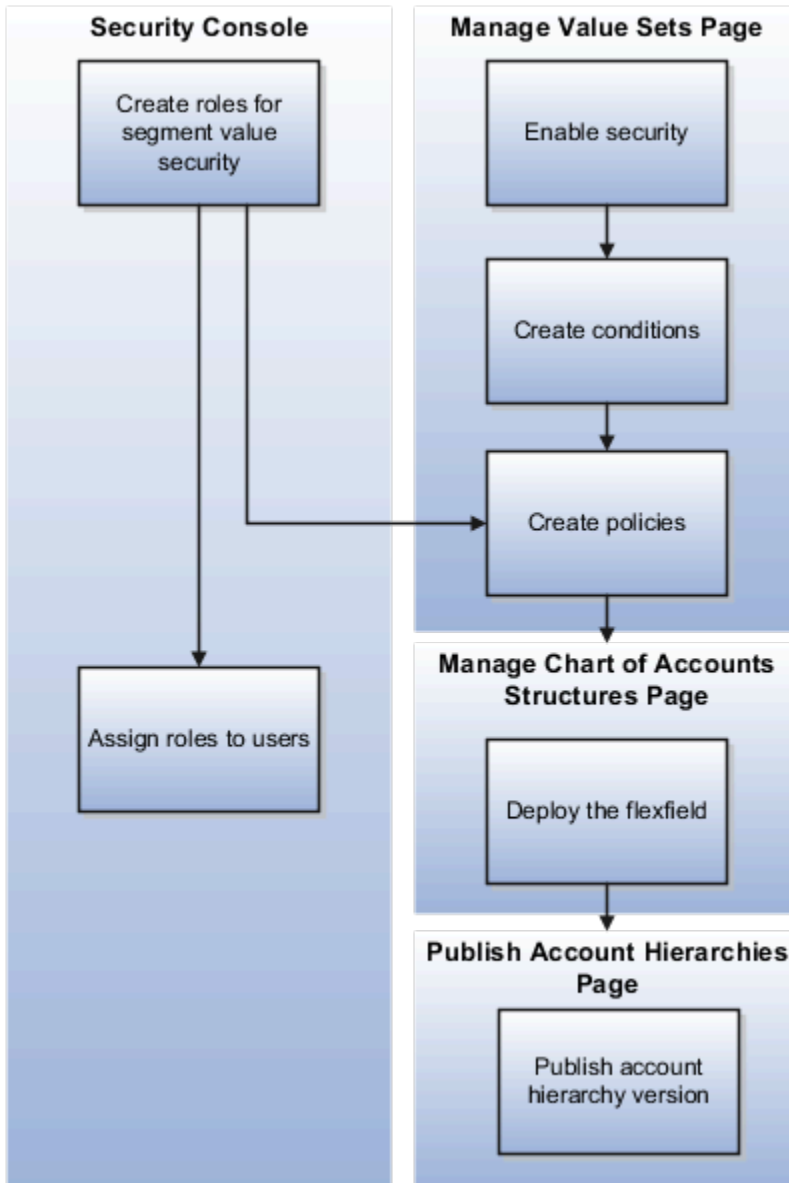 Security Console
Create roles for
segment value
security
Assign roles to users
Manage Value Sets Page
Enable security
Create conditions
Create policies
Manage Chart of Accounts
Structures Page
Deploy the flexfield
Publish Account Hierarchies
Page
Publish account
hierarchy version